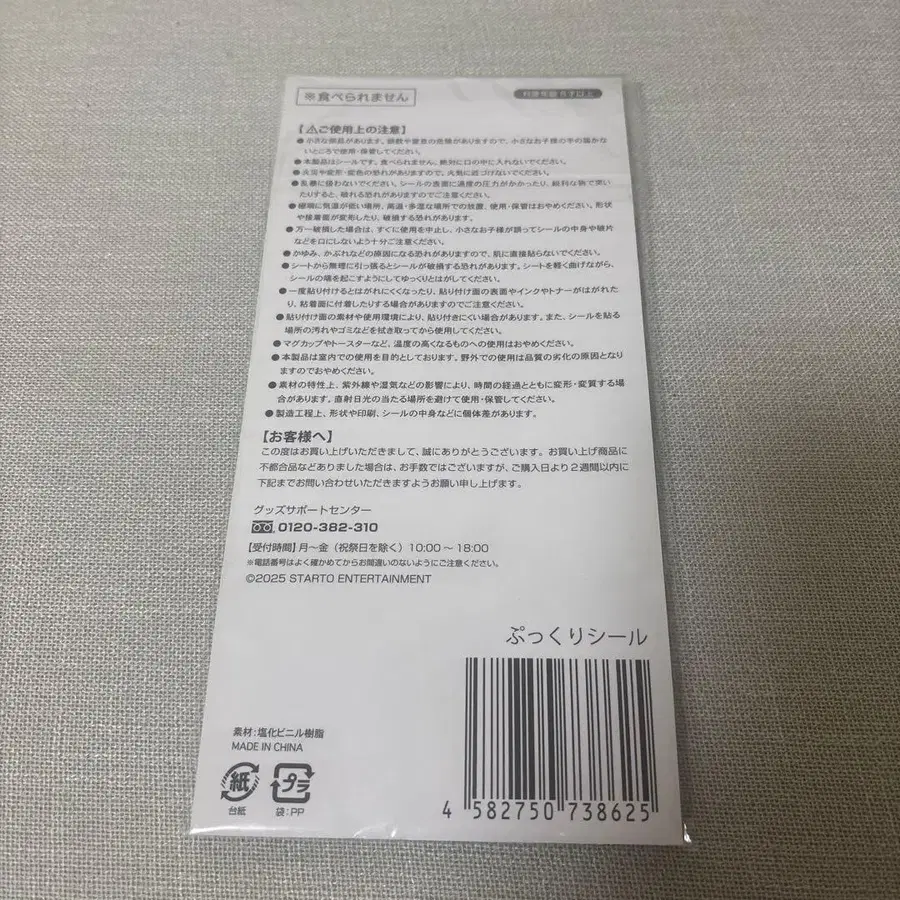 ※食べられません
対象年齢6才以上
【⚠ご使用上の注意】
●小さな部品があります。誤飲や窒息の危険がありますので、小さなお子様の手の届かな
いところで使用・保管してください。
●本製品はシールです。食べられません。絶対に口の中に入れないでください。
●火災や変形・変色の恐れがありますので、火気に近づけないでください。
●乱暴に扱わないでください。シールの表面に過度の圧力がかかったり、鋭利な物で突い
たりすると、破れる恐れがありますのでご注意ください。
●極端に気温が低い場所、高温・多湿な場所での放置、使用・保管はおやめください。形状
や接着面が変形したり、破損する恐れがあります。
●万一破損した場合は、すぐに使用を中止し、小さなお子様が誤ってシールの中身や破片
などを口にしないよう十分ご注意ください。
●かゆみ、かぶれなどの原因になる恐れがありますので、肌に直接貼らないでください。
●シートから無理に引っ張るとシールが破損する恐れがあります。シートを軽く曲げながら、
シールの端を起こすようにしてゆっくりとはがしてください。
●一度貼り付けるとはがれにくくなったり、貼り付け面の表面やインクやトナーがはがれた
り、粘着面に付着したりする場合がありますのでご注意ください。
●貼り付け面の素材や使用環境により、貼り付きにくい場合があります。また、シールを貼る
場所の汚れやゴミなどを拭き取ってから使用してください。
●マグカップやトースターなど、温度の高くなるものへの使用はおやめください。
●本製品は室内での使用を目的としております。野外での使用は品質の劣化の原因となり
ますのでおやめください。
●素材の特性上、紫外線や湿気などの影響により、時間の経過とともに変形・変質する場
合があります。直射日光の当たる場所を避けて使用・保管してください。
●製造工程上、形状や印刷、シールの中身などに個体差があります。
【お客様へ】
この度はお買い上げいただきまして、誠にありがとうございます。お買い上げ商品に
不都合品などありました場合は、お手数ではございますが、ご購入日より2週間以内に
下記までお問い合わせいただきますようお願い申し上げます。
グッズサポートセンター
0120-382-310
【受付時間】月～金（祝祭日を除く）10:00～18:00
※電話番号はよく確かめてからお間違いのないようにご注意ください。
©2025 STARTO ENTERTAINMENT
ぷっくりシール
素材：塩化ビニル樹脂
MADE IN CHINA
紙
台紙
プラ
袋：PP
4 582750 738625